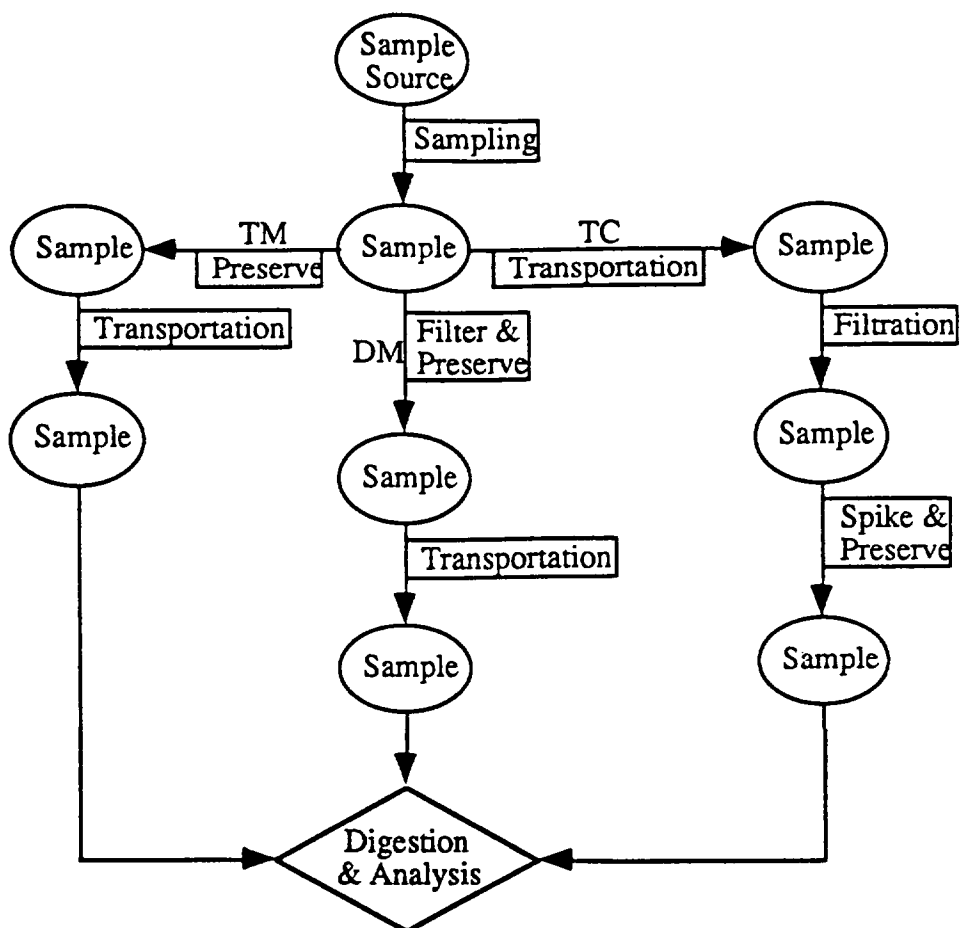 Sample
Source
Sampling
Sample
TM
Preserve
Sample
TC
Transportation
Sample
Transportation
DM
Filter &
Preserve
Filtration
Sample
Sample
Sample
Transportation
Spike &
Preserve
Sample
Sample
Digestion
& Analysis